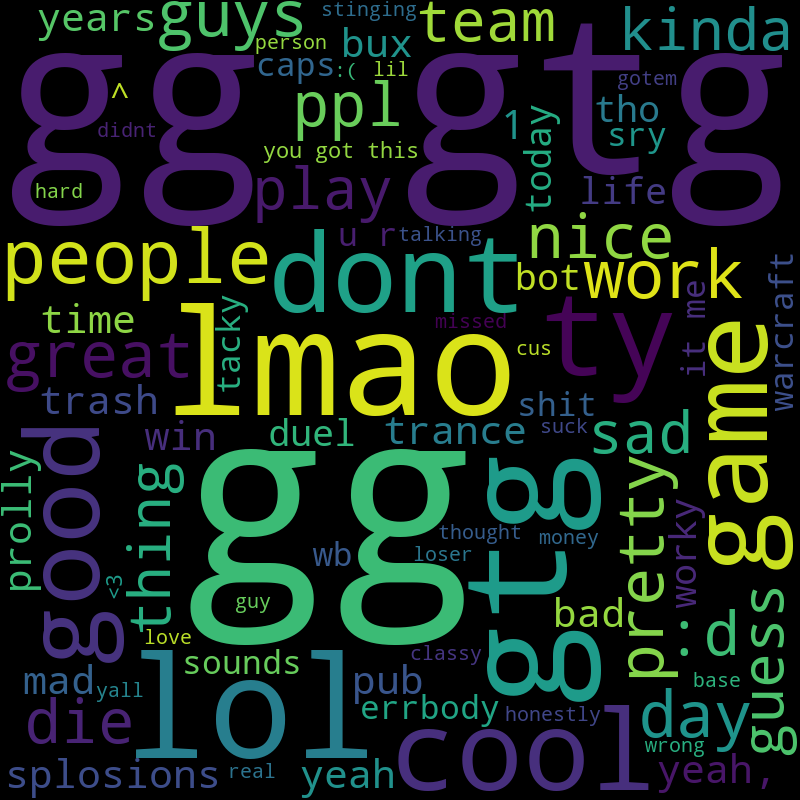 years
guys
stinging
team
kinda
person
bux
caps
:(
lil
gotem
gg
^
gtg
ppl
tho
1
sry
today
didnt
you got this
hard
play
life
u r
talking
nice
people
dont
bot
work
it me
warcraft
time
tacky
missed
ty
great
lmao
cus
game
trash
shit
win
duel
trance
suck
sad
good
prolly
thing
gg
gtg
pretty
worky
thought
money
wb
loser
<3
guy
bad
:d
guess
love
sounds
classy
mad
yall
pub
base
die
lol
errbody
honestly
day
cool
wrong
splosions
real
yeah
yeah,